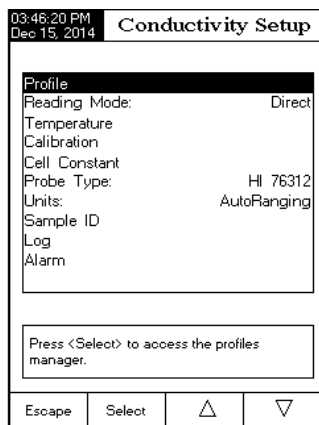 03:46:20 PM
Dec 15, 2014
Conductivity Setup
Profile
Reading Mode: Direct
Temperature
Calibration
Cell Constant
Probe Type: HI 76312
Units: AutoRanging
Sample ID
Log
Alarm
Press <Select> to access the profiles
manager.
Escape Select △ ▽